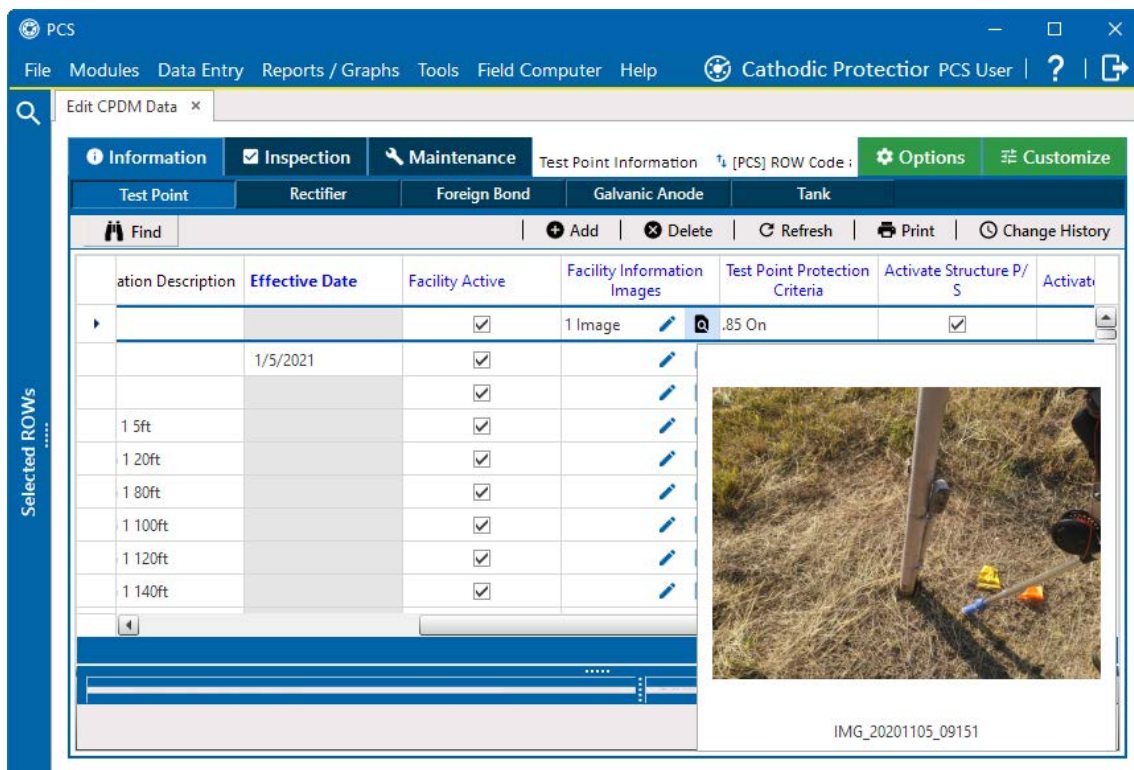 PCS
File Modules Data Entry Reports / Graphs Tools Field Computer Help Cathodic Protection PCS User | ? |
Edit CPDM Data ×
Information Inspection Maintenance Test Point Information [PCS] ROW Code Options Customize
Test Point Rectifier Foreign Bond Galvanic Anode Tank
Find | Add | Delete | Refresh | Print | Change History
ation Description Effective Date Facility Active Facility Information Images Test Point Protection Criteria Activate Structure P/S Activat
1 Image .85 On
1/5/2021
1 5ft
1 20ft
1 80ft
1 100ft
1 120ft
1 140ft
Selected ROWs
IMG_20201105_09151